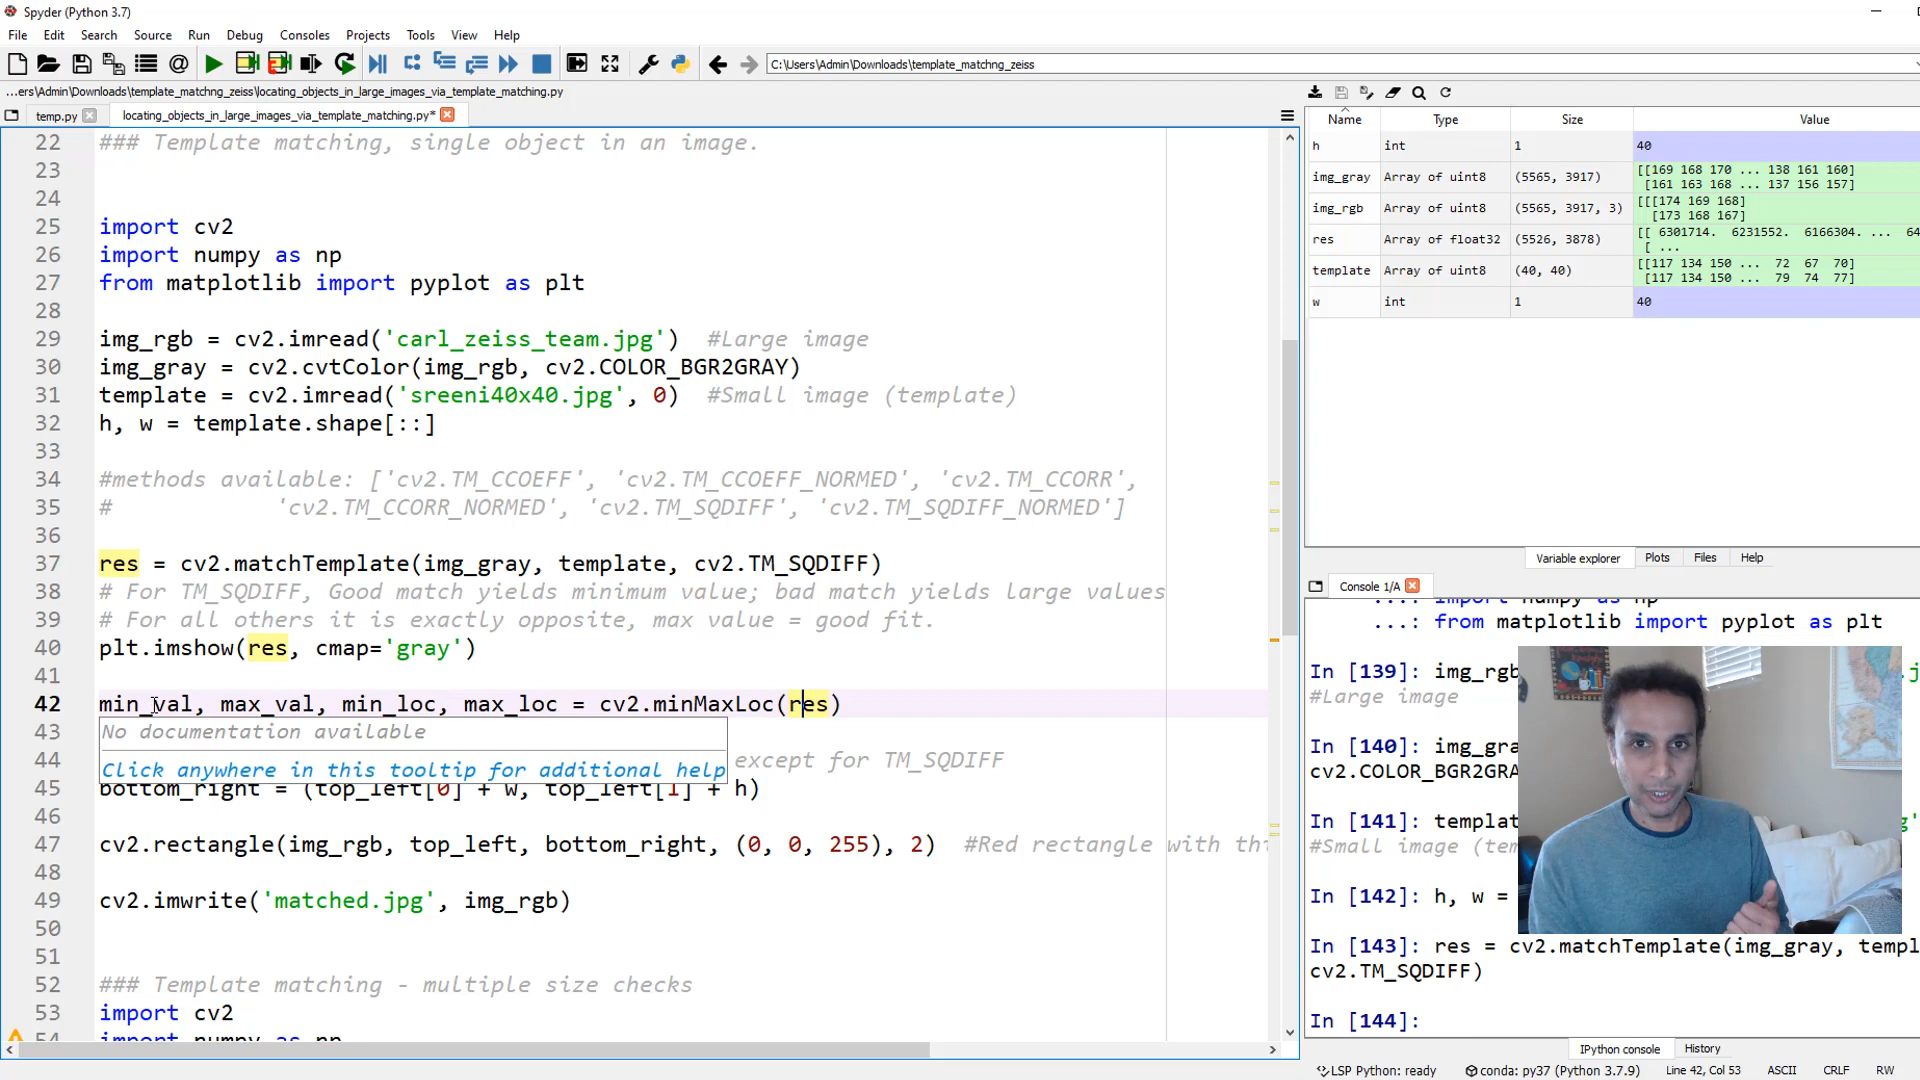 Spyder (Python 3.7)
File Edit Search Source Run Debug Consoles Projects Tools View Help
C:\Users\Admin\Downloads\template_matchng_zeiss
...ers\Admin\Downloads\template_matchng_zeiss\locating_objects_in_large_images_via_template_matching.py
temp.py
locating_objects_in_large_images_via_template_matching.py*
22 ### Template matching, single object in an image.
23
24
25 import cv2
26 import numpy as np
27 from matplotlib import pyplot as plt
28
29 img_rgb = cv2.imread('carl_zeiss_team.jpg')  #Large image
30 img_gray = cv2.cvtColor(img_rgb, cv2.COLOR_BGR2GRAY)
31 template = cv2.imread('sreeni40x40.jpg', 0)  #Small image (template)
32 h, w = template.shape[::]
33
34 #methods available: ['cv2.TM_CCOEFF', 'cv2.TM_CCOEFF_NORMED', 'cv2.TM_CCORR',
35 #            'cv2.TM_CCORR_NORMED', 'cv2.TM_SQDIFF', 'cv2.TM_SQDIFF_NORMED']
36
37 res = cv2.matchTemplate(img_gray, template, cv2.TM_SQDIFF)
38 # For TM_SQDIFF, Good match yields minimum value; bad match yields large values
39 # For all others it is exactly opposite, max value = good fit.
40 plt.imshow(res, cmap='gray')
41
42 min_val, max_val, min_loc, max_loc = cv2.minMaxLoc(res)
43 No documentation available
44 Click anywhere in this tooltip for additional help except for TM_SQDIFF
45 bottom_right = (top_left[0] + w, top_left[1] + h)
46
47 cv2.rectangle(img_rgb, top_left, bottom_right, (0, 0, 255), 2)  #Red rectangle with
48
49 cv2.imwrite('matched.jpg', img_rgb)
50
51
52 ### Template matching - multiple size checks
53 import cv2
54 import numpy as np
Name Type Size Value
h int 1 40
img_gray Array of uint8 (5565, 3917) [[169 168 170 ... 138 161 160]
[161 163 168 ... 137 156 157]
img_rgb Array of uint8 (5565, 3917, 3) [[[174 169 168]
[173 168 167]
res Array of float32 (5526, 3878) [[ 6301714. 6231552. 6166304. ... 
[ ...
template Array of uint8 (40, 40) [[117 134 150 ... 72 67 70]
[117 134 150 ... 79 74 77]
w int 1 40
Variable explorer Plots Files Help
Console 1/A
...: import numpy as np
...: from matplotlib import pyplot as plt
In [139]: img_rgb
#Large image
In [140]:
In [141]:
#Small image
In [142]: h, w =
In [143]: res = cv2.matchTemplate(img_gray,
cv2.TM_SQDIFF)
In [144]:
IPython console History
LSP Python: ready conda: py37 (Python 3.7.9) Line 42, Col 53 ASCII CRLF RW